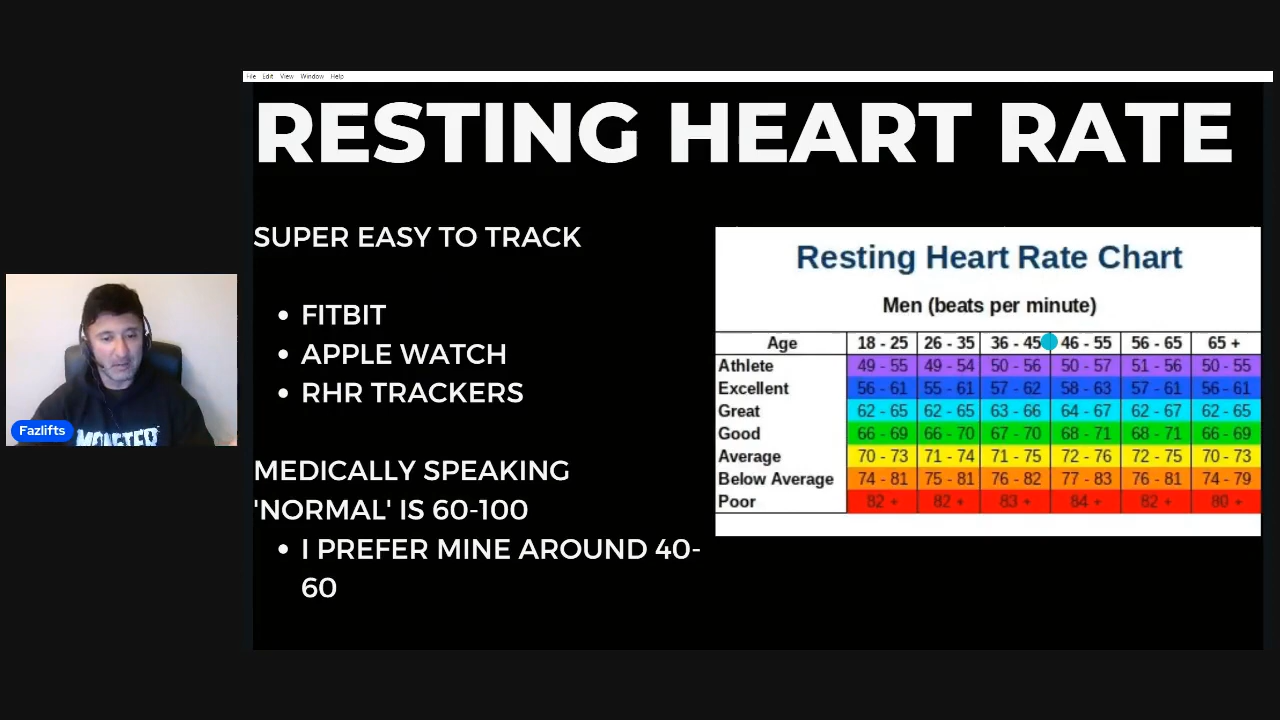 File Edit View Window Help
RESTING HEART RATE
SUPER EASY TO TRACK
• FITBIT
• APPLE WATCH
• RHR TRACKERS
MEDICALLY SPEAKING
'NORMAL' IS 60-100
• I PREFER MINE AROUND 40-
60
Resting Heart Rate Chart
Men (beats per minute)
Age 18 - 25 26 - 35 36 - 45 46 - 55 56 - 65 65 +
Athlete 49 - 55 49 - 54 50 - 56 50 - 57 51 - 56 50 - 55
Excellent 56 - 61 55 - 61 57 - 62 58 - 63 57 - 61 56 - 61
Great 62 - 65 62 - 65 63 - 66 64 - 67 62 - 67 62 - 65
Good 66 - 69 66 - 70 67 - 70 68 - 71 68 - 71 66 - 69
Average 70 - 73 71 - 74 71 - 75 72 - 76 72 - 75 70 - 73
Below Average 74 - 81 75 - 81 76 - 82 77 - 83 76 - 81 74 - 79
Poor 82 + 82 + 83 + 84 + 82 + 80 +
Fazlifts
MONSTER